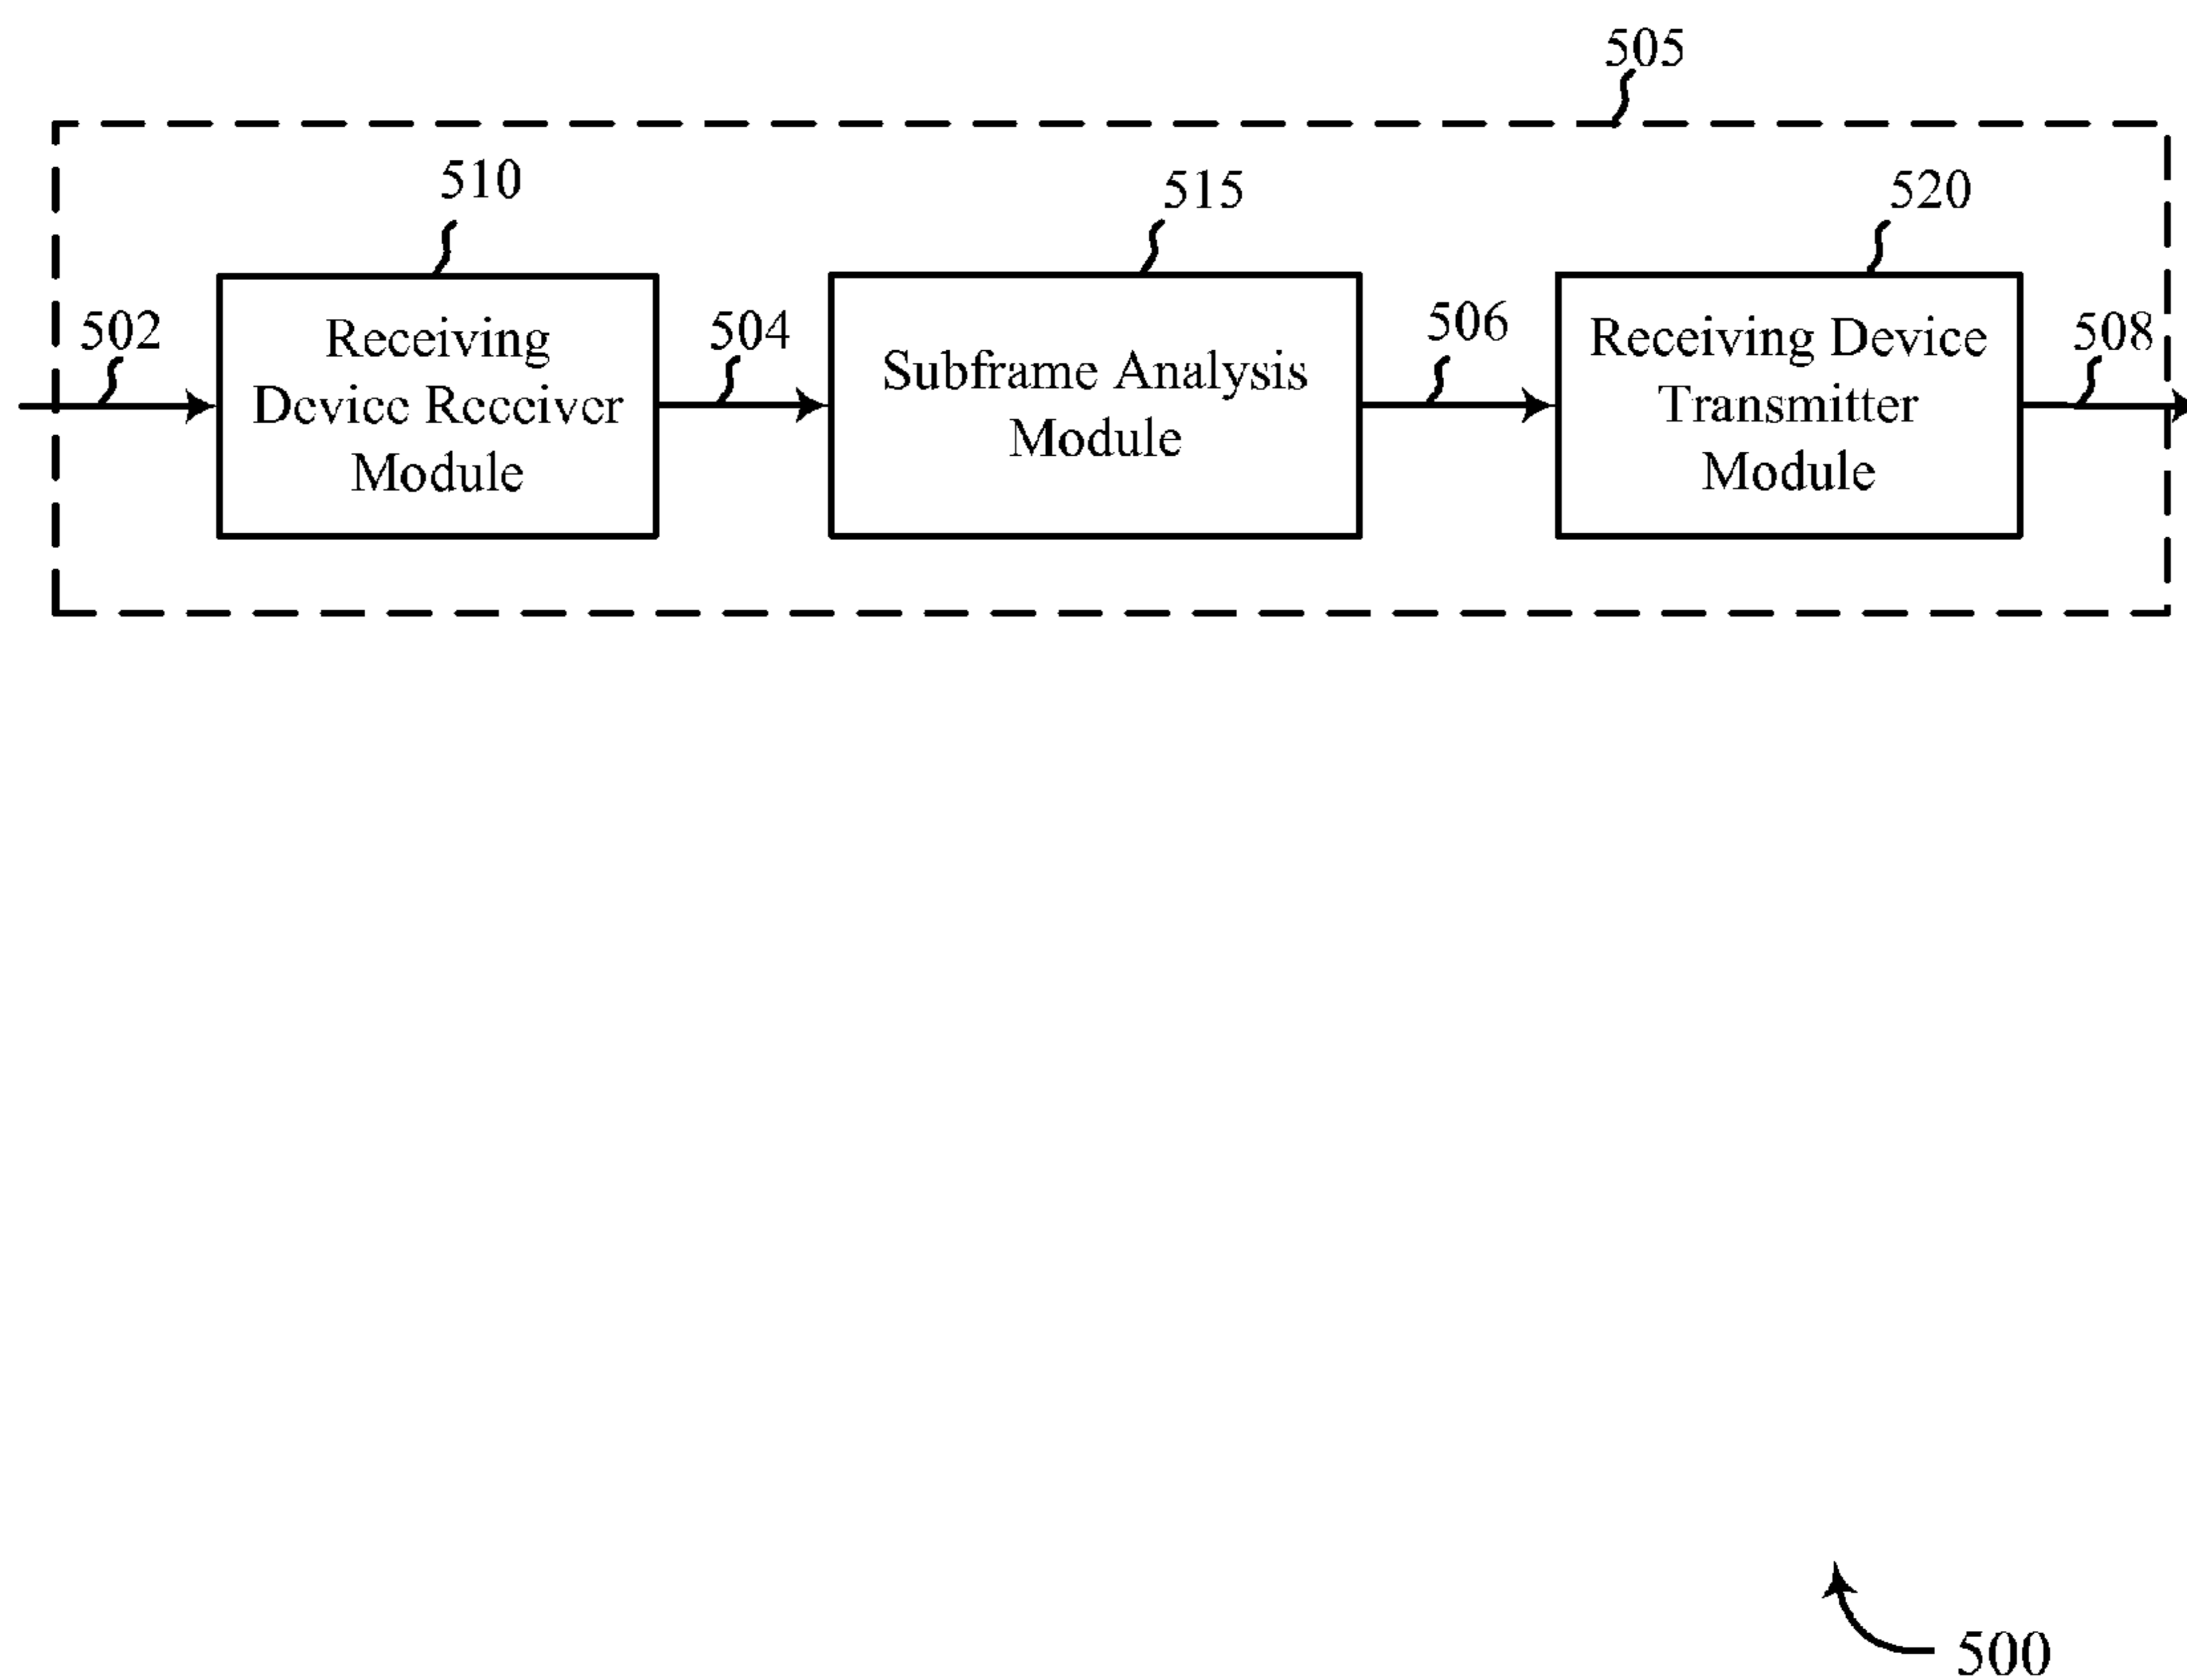 505
510
515
520
502
Receiving
Device Receiver
Module
504
Subframe Analysis
Module
506
Receiving Device
Transmitter
Module
508
500